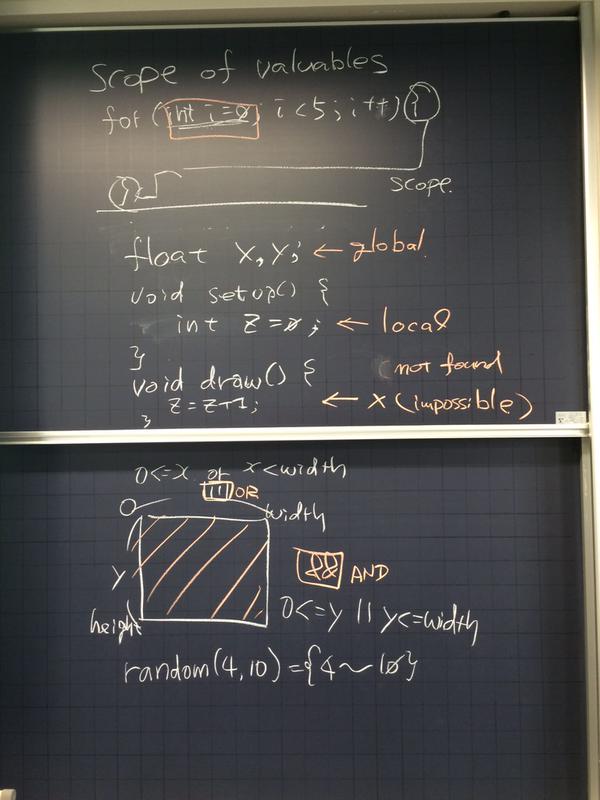 Scope of valuables
for (int i=0; i<5; i++) i
scope.
float x, y; ← global.
void setup() {
int z=0; ← local
}
(not found
void draw() {
z=z+1; ← x (impossible)
}
0<=x or x<width
|| OR
0 width
&& AND
y
0<=y || y<=width
height
random(4,10)={4~10}